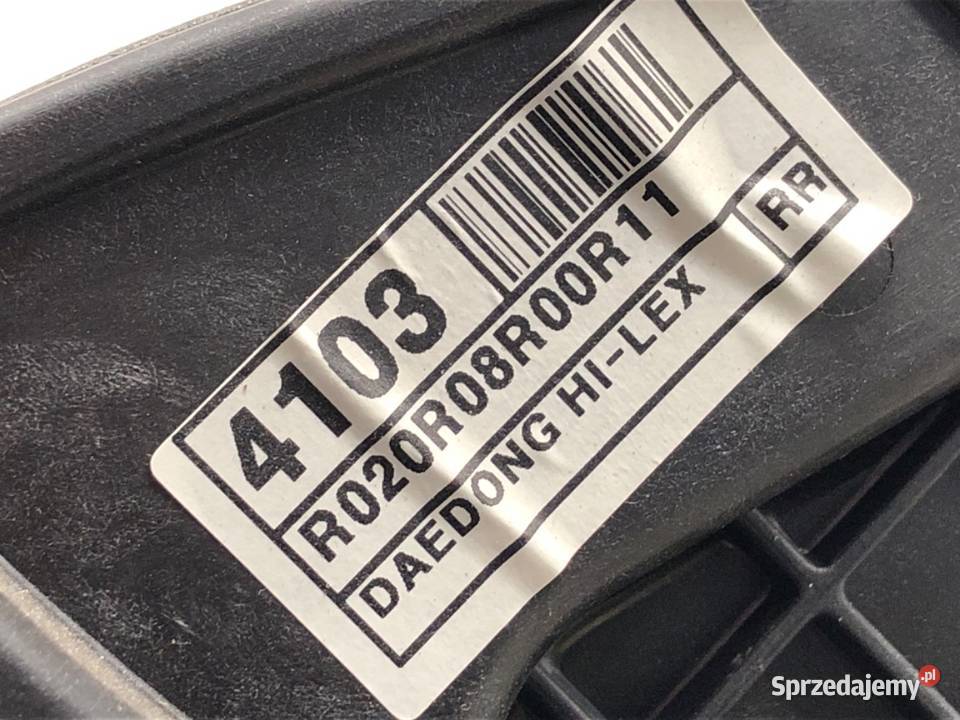 4103
R020R08R00R11
DAEDONG HI-LEX
RR
Sprzedajemy.pl